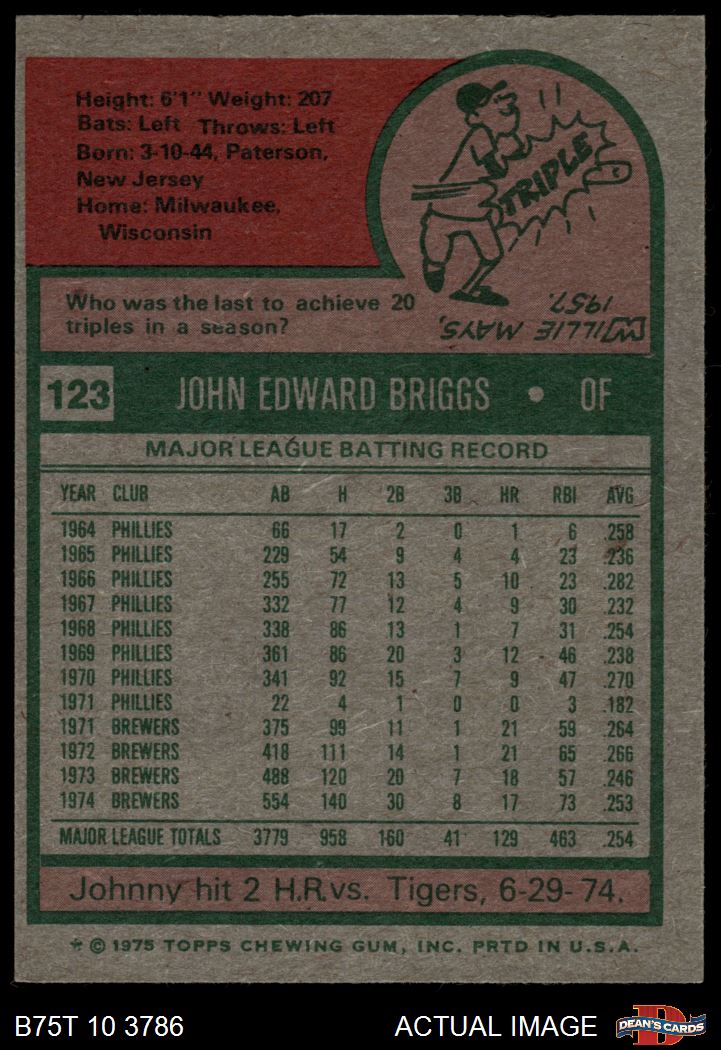 Height: 6'1" Weight: 207
Bats: Left Throws: Left
Born: 3-10-44, Paterson,
New Jersey
Home: Milwaukee,
Wisconsin
TRIPLE
Who was the last to achieve 20
triples in a season?
WILLIE MAYS,
1957.
123 JOHN EDWARD BRIGGS • OF
MAJOR LEAGUE BATTING RECORD
YEAR CLUB AB H 2B 3B HR RBI AVG
1964 PHILLIES 66 17 2 0 1 6 .258
1965 PHILLIES 229 54 9 4 4 23 .236
1966 PHILLIES 255 72 13 5 10 23 .282
1967 PHILLIES 332 77 12 4 9 30 .232
1968 PHILLIES 338 86 13 1 7 31 .254
1969 PHILLIES 361 86 20 3 12 46 .238
1970 PHILLIES 341 92 15 7 9 47 .270
1971 PHILLIES 22 4 1 0 0 3 .182
1971 BREWERS 375 99 11 1 21 59 .264
1972 BREWERS 418 111 14 1 21 65 .266
1973 BREWERS 488 120 20 7 18 57 .246
1974 BREWERS 554 140 30 8 17 73 .253
MAJOR LEAGUE TOTALS 3779 958 160 41 129 463 .254
Johnny hit 2 H.R. vs. Tigers, 6-29-74.
* © 1975 TOPPS CHEWING GUM, INC. PRTD IN U.S.A.
B75T 10 3786 ACTUAL IMAGE
D
DEAN'S CARDS